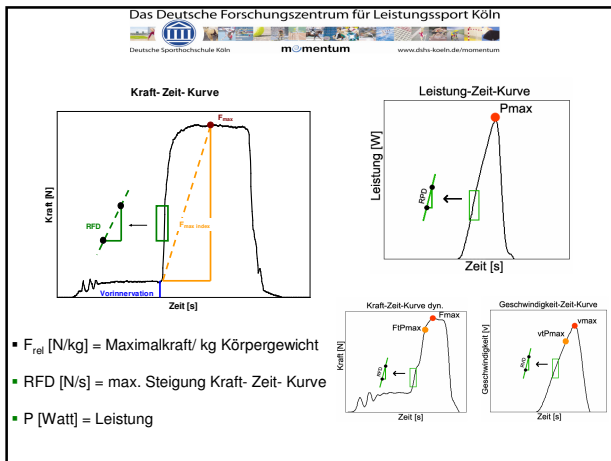 Das Deutsche Forschungszentrum für Leistungssport Köln
Deutsche Sporthochschule Köln
momentum
www.dshs-koeln.de/momentum
Kraft- Zeit- Kurve
Fmax
Kraft [N]
RFD
Fmax Index
Vorinnervation
Zeit [s]
Leistung-Zeit-Kurve
Pmax
Leistung [W]
RPD
Zeit [s]
Kraft-Zeit-Kurve dyn.
Fmax
FtPmax
Kraft [N]
Zeit [s]
Geschwindigkeit-Zeit-Kurve
vmax
vtPmax
Geschwindigkeit [v]
Zeit [s]
▪ Frel [N/kg] = Maximalkraft/ kg Körpergewicht
▪ RFD [N/s] = max. Steigung Kraft- Zeit- Kurve
▪ P [Watt] = Leistung